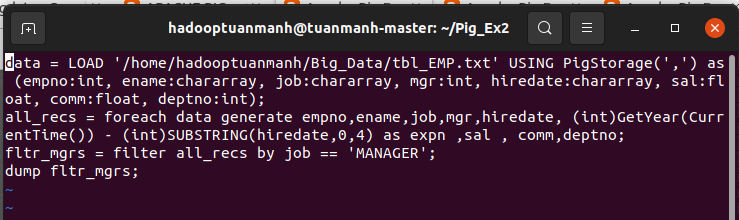 hadooptuanmanh@tuanmanh-master: ~/Pig_Ex2
data = LOAD '/home/hadooptuanmanh/Big_Data/tbl_EMP.txt' USING PigStorage(',') as
 (empno:int, ename:chararray, job:chararray, mgr:int, hiredate:chararray, sal:fl
oat, comm:float, deptno:int);
all_recs = foreach data generate empno,ename,job,mgr,hiredate, (int)GetYear(Curr
entTime()) - (int)SUBSTRING(hiredate,0,4) as expn ,sal , comm,deptno;
fltr_mgrs = filter all_recs by job == 'MANAGER';
dump fltr_mgrs;
~
~